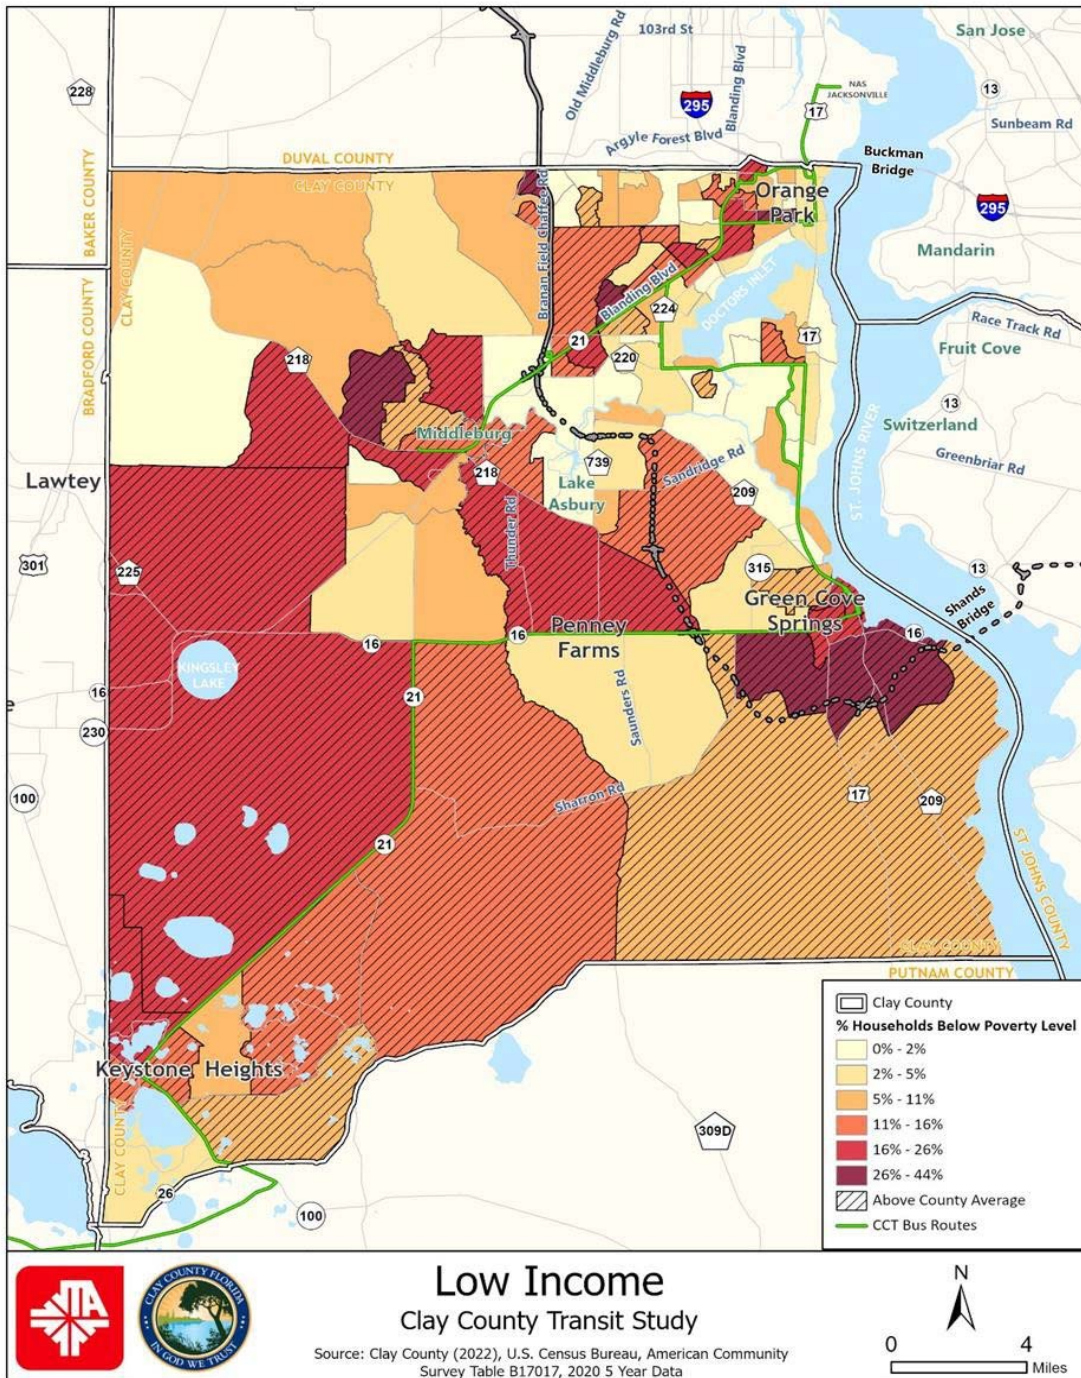 San Jose
103rd St
Old Middleburg Rd
Blanding Blvd
NAS
JACKSONVILLE
228
295
17
13
Sunbeam Rd
Argyle Forest Blvd
DUVAL COUNTY
CLAY COUNTY
BAKER COUNTY
CLAY COUNTY
BRADFORD COUNTY
Buckman
Bridge
Orange
Park
295
Mandarin
Branan Field Chaffee Rd
Blanding Blvd
224
DOCTORS INLET
21
220
17
Race Track Rd
Fruit Cove
218
13
Switzerland
Middleburg
Greenbriar Rd
Lawtey
218
739
Sandridge Rd
Lake
Asbury
209
ST. JOHNS RIVER
Thunder Rd
301
225
315
13
Green Cove
Springs
Shands
Bridge
Penney
Farms
16
16
16
KINGSLEY
LAKE
16
21
Saunders Rd
230
100
Sharron Rd
17
209
21
ST JOHNS COUNTY
CLAY COUNTY
PUTNAM COUNTY
Keystone Heights
CLAY COUNTY
26
100
309D
Clay County
% Households Below Poverty Level
0% - 2%
2% - 5%
5% - 11%
11% - 16%
16% - 26%
26% - 44%
Above County Average
CCT Bus Routes
JTA
CLAY COUNTY FLORIDA
IN GOD WE TRUST
Low Income
Clay County Transit Study
Source: Clay County (2022), U.S. Census Bureau, American Community
Survey Table B17017, 2020 5 Year Data
N
0 4
Miles